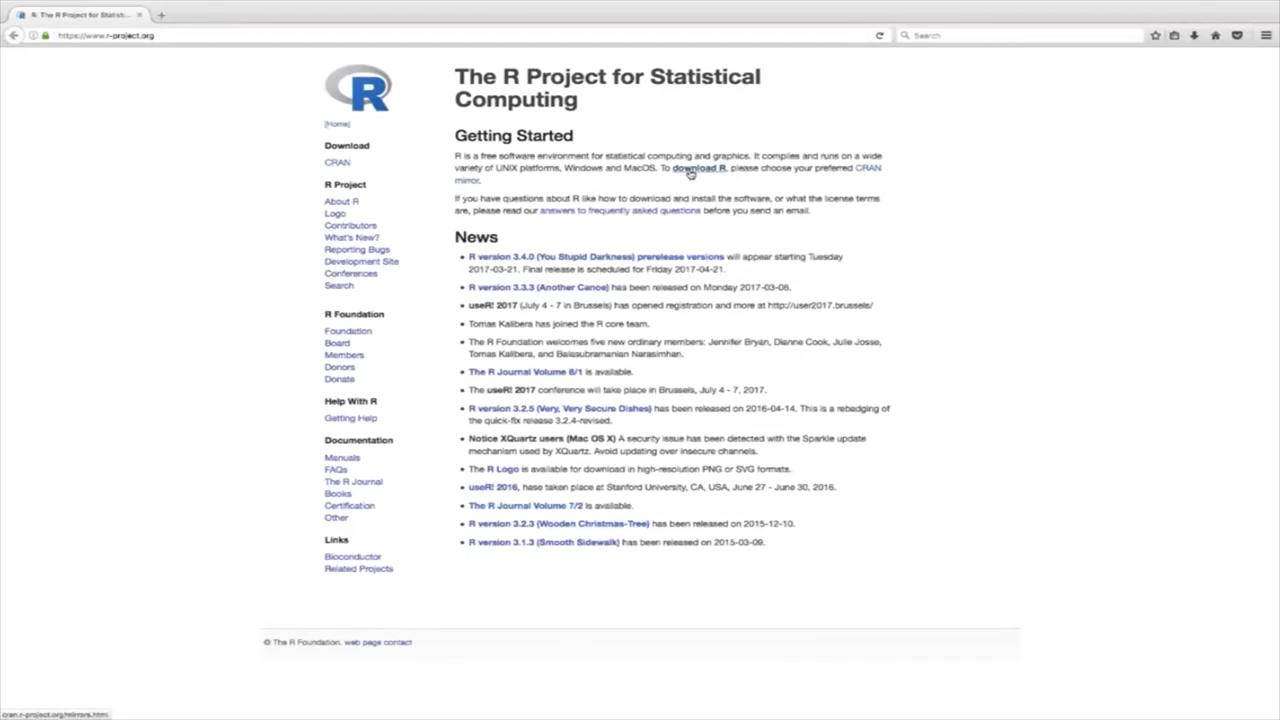 R: The R Project for Statist...
https://www.r-project.org
Search
R
[Home]
Download
CRAN
R Project
About R
Logo
Contributors
What's New?
Reporting Bugs
Development Site
Conferences
Search
R Foundation
Foundation
Board
Members
Donors
Donate
Help With R
Getting Help
Documentation
Manuals
FAQs
The R Journal
Books
Certification
Other
Links
Bioconductor
Related Projects
The R Project for Statistical
Computing
Getting Started
R is a free software environment for statistical computing and graphics. It compiles and runs on a wide
variety of UNIX platforms, Windows and MacOS. To download R, please choose your preferred CRAN
mirror.
If you have questions about R like how to download and install the software, or what the license terms
are, please read our answers to frequently asked questions before you send an email.
News
• R version 3.4.0 (You Stupid Darkness) prerelease versions will appear starting Tuesday
2017-03-21. Final release is scheduled for Friday 2017-04-21.
• R version 3.3.3 (Another Canoe) has been released on Monday 2017-03-06.
• useR! 2017 (July 4 - 7 in Brussels) has opened registration and more at http://user2017.brussels/
• Tomas Kalibera has joined the R core team.
• The R Foundation welcomes five new ordinary members: Jennifer Bryan, Dianne Cook, Julie Josse,
Tomas Kalibera, and Balasubramanian Narasimhan.
• The R Journal Volume 8/1 is available.
• The useR! 2017 conference will take place in Brussels, July 4 - 7, 2017.
• R version 3.2.5 (Very, Very Secure Dishes) has been released on 2016-04-14. This is a rebadging of
the quick-fix release 3.2.4-revised.
• Notice XQuartz users (Mac OS X) A security issue has been detected with the Sparkle update
mechanism used by XQuartz. Avoid updating over insecure channels.
• The R Logo is available for download in high-resolution PNG or SVG formats.
• useR! 2016, hase taken place at Stanford University, CA, USA, June 27 - June 30, 2016.
• The R Journal Volume 7/2 is available.
• R version 3.2.3 (Wooden Christmas-Tree) has been released on 2015-12-10.
• R version 3.1.3 (Smooth Sidewalk) has been released on 2015-03-09.
© The R Foundation. web page contact
cran.r-project.org/mirrors.html